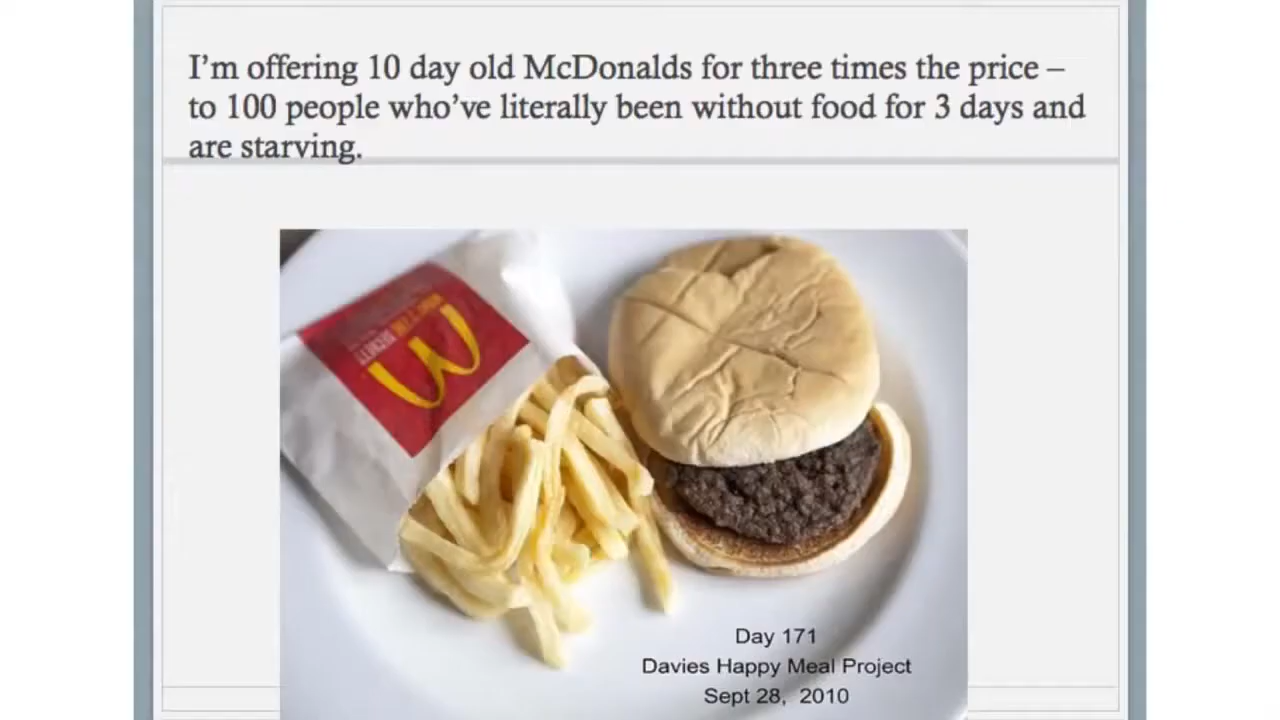 I’m offering 10 day old McDonalds for three times the price –
to 100 people who’ve literally been without food for 3 days and
are starving.
Day 171
Davies Happy Meal Project
Sept 28, 2010